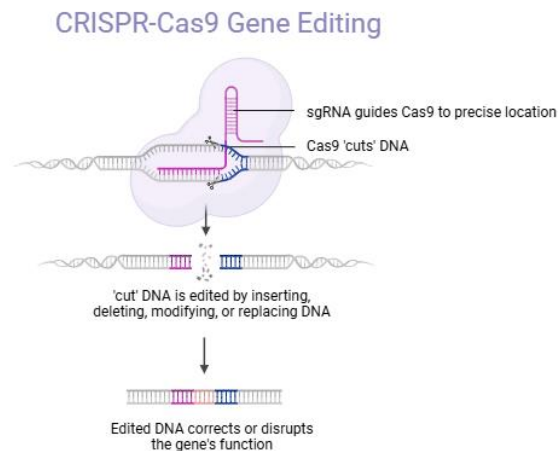 CRISPR-Cas9 Gene Editing
sgRNA guides Cas9 to precise location
Cas9 'cuts' DNA
'cut' DNA is edited by inserting,
deleting, modifying, or replacing DNA
Edited DNA corrects or disrupts
the gene's function